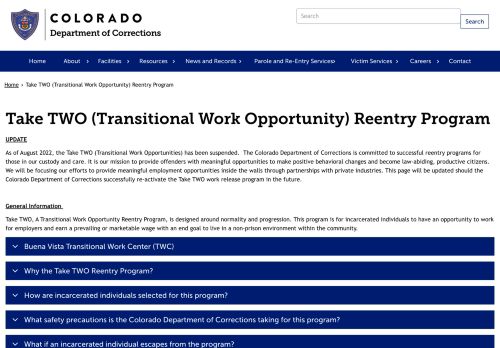 COLORADO
Department of Corrections
Search
Search
Home
About
Facilities
Resources
News and Records
Parole and Re-Entry Services
Victim Services
Careers
Contact
Home › Take TWO (Transitional Work Opportunity) Reentry Program
Take TWO (Transitional Work Opportunity) Reentry Program
UPDATE
As of August 2022, the Take TWO (Transitional Work Opportunities) has been suspended. The Colorado Department of Corrections is committed to successful reentry programs for
those in our custody and care. It is our mission to provide offenders with meaningful opportunities to make positive behavioral changes and become law-abiding, productive citizens.
We will be focusing our efforts to provide meaningful employment opportunities inside the walls through partnerships with private industries. This page will be updated should the
Colorado Department of Corrections successfully re-activate the Take TWO work release program in the future.
General Information
Take TWO, A Transitional Work Opportunity Reentry Program, is designed around normality and progression. This program is for incarcerated individuals to have an opportunity to work
for employers and earn a prevailing or marketable wage with an end goal to live in a non-prison environment within the community.
Buena Vista Transitional Work Center (TWC)
Why the Take TWO Reentry Program?
How are incarcerated individuals selected for this program?
What safety precautions is the Colorado Department of Corrections taking for this program?
What if an incarcerated individual escapes from the program?